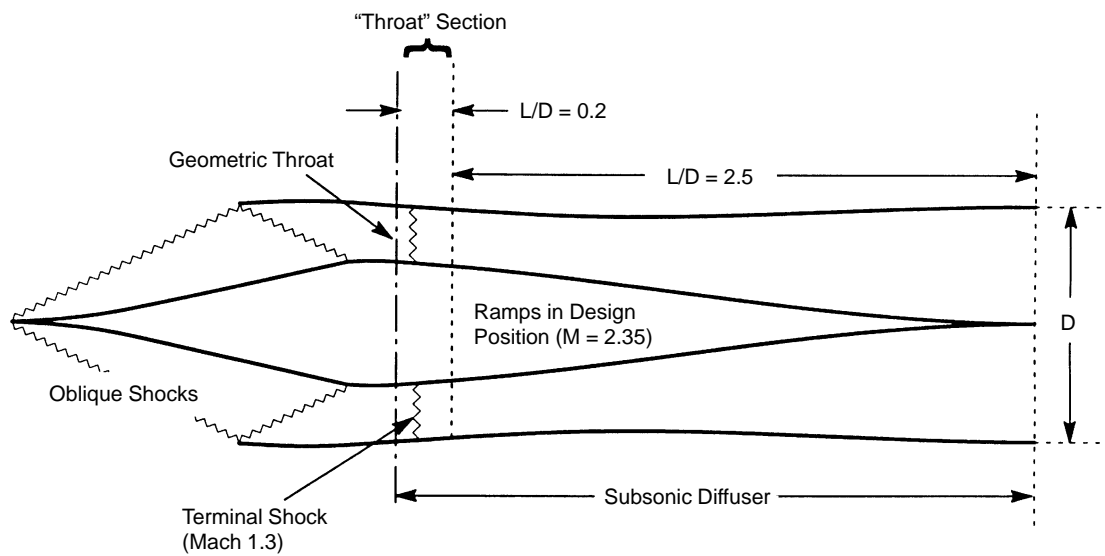 “Throat” Section
L/D = 0.2
Geometric Throat
L/D = 2.5
Ramps in Design
Position (M = 2.35)
D
Oblique Shocks
Subsonic Diffuser
Terminal Shock
(Mach 1.3)